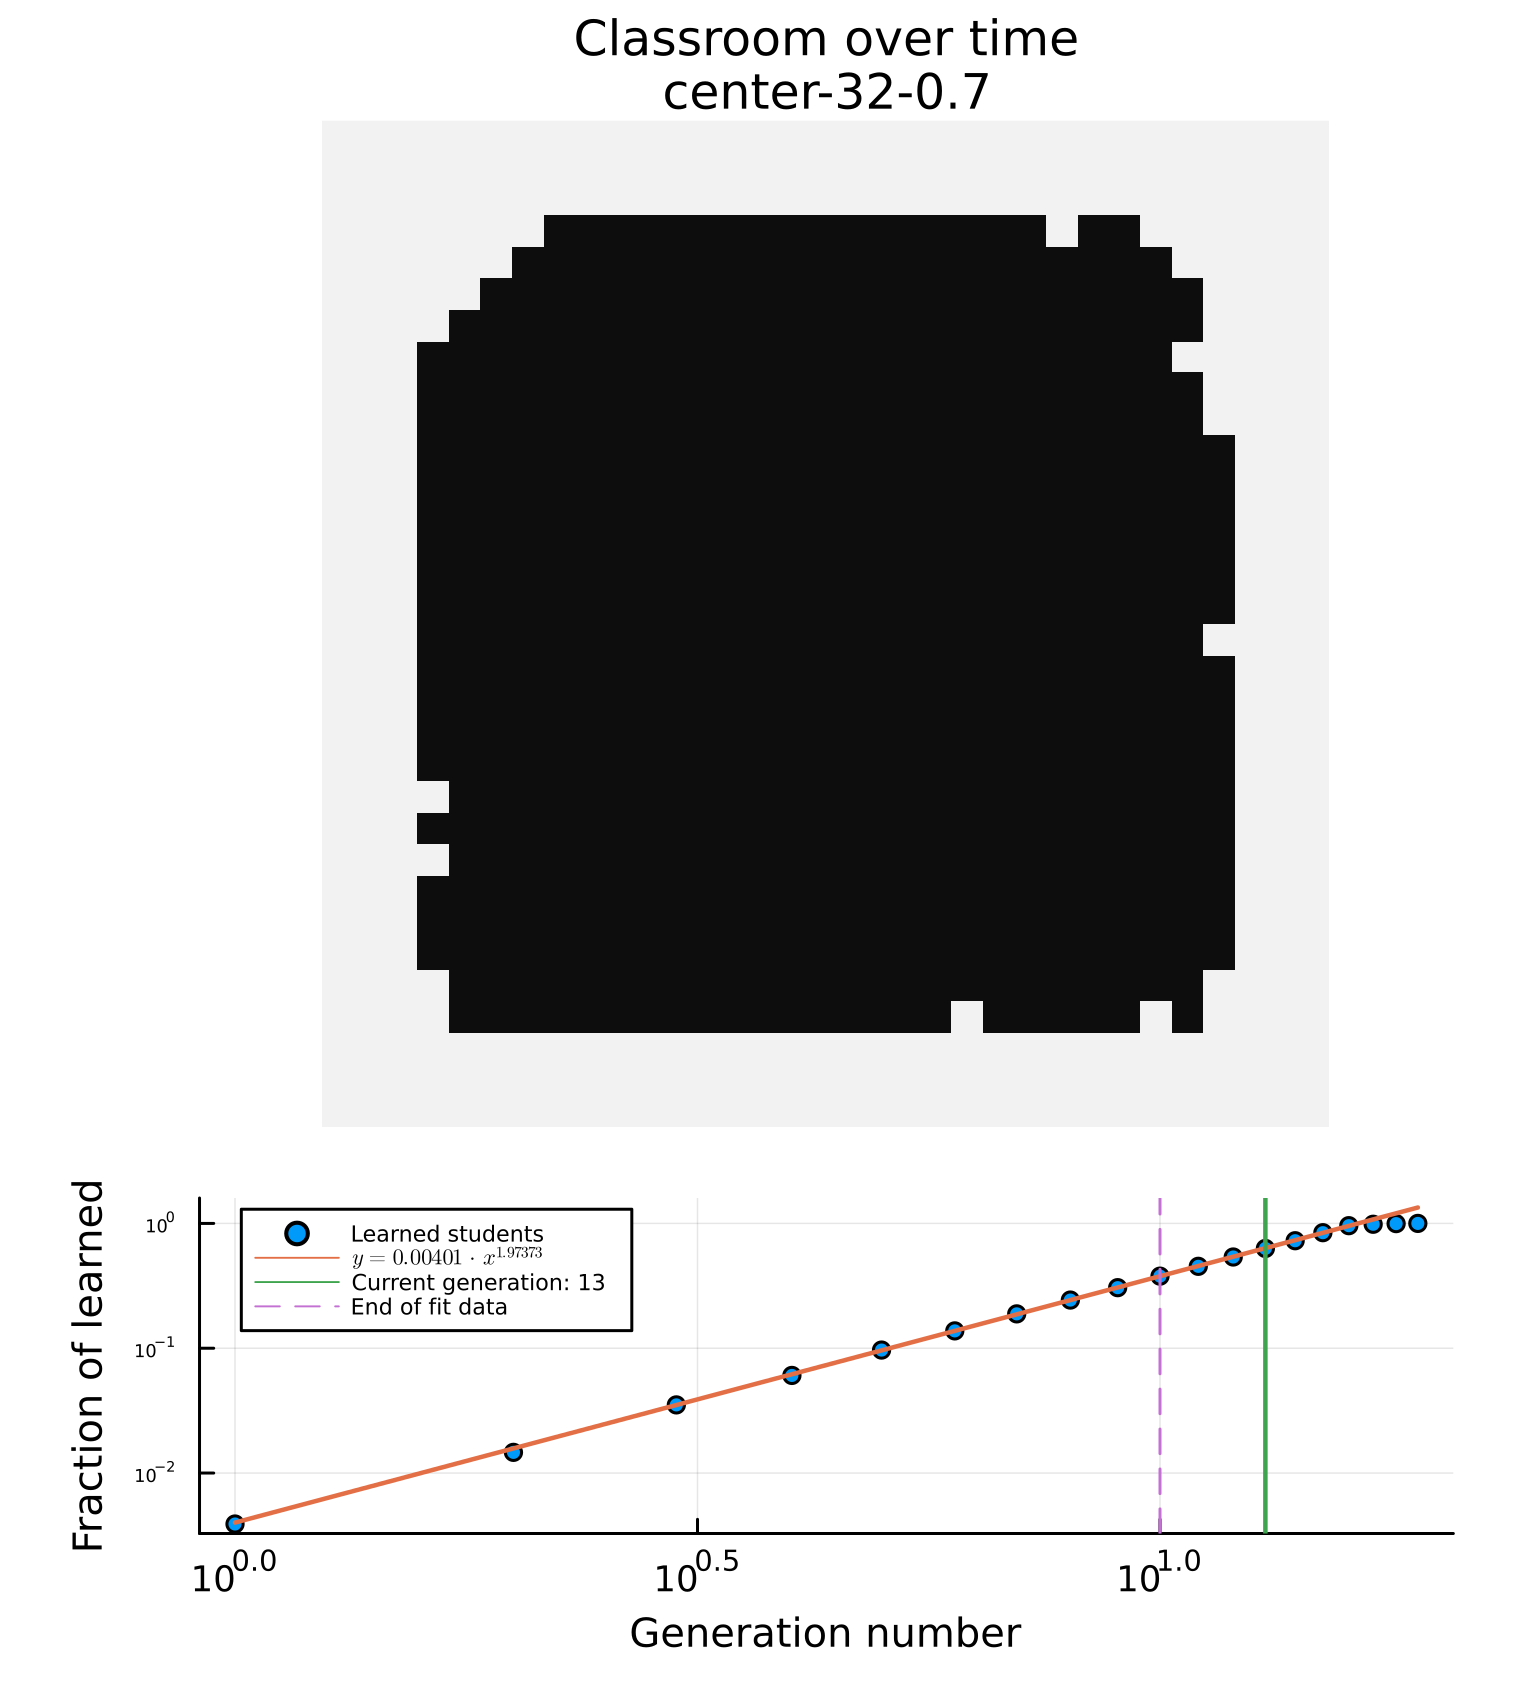 Classroom over time
center-32-0.7
Fraction of learned
10⁰
10⁻¹
10⁻²
Learned students
y = 0.00401 · x^1.97373
Current generation: 13
End of fit data
10^0.0 10^0.5 10^1.0
Generation number